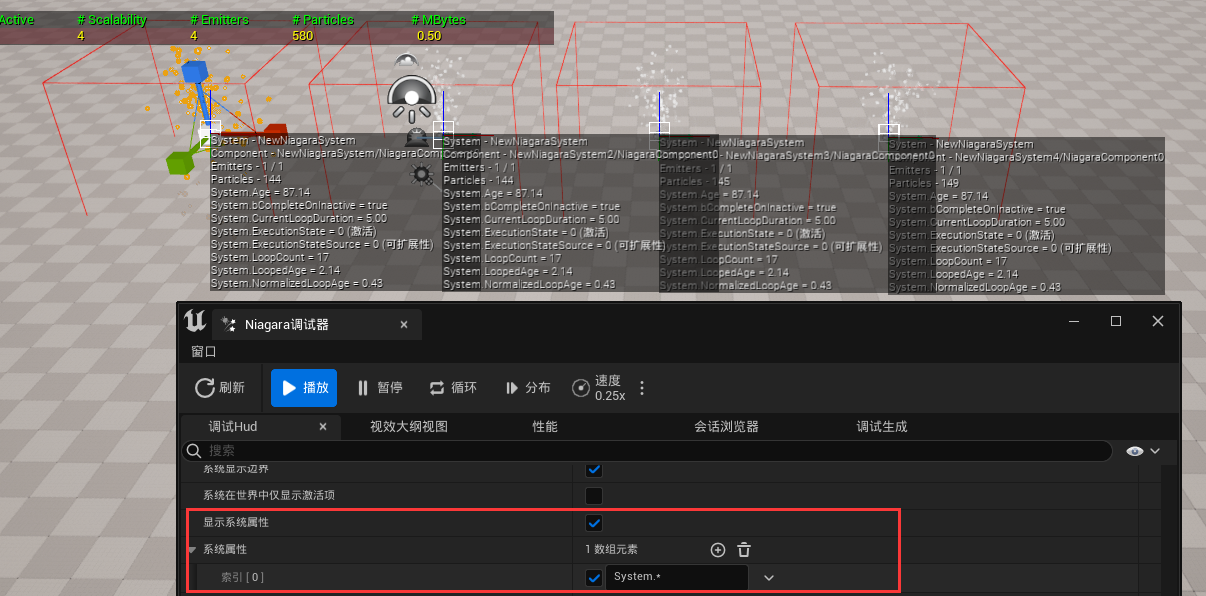 Active # Scalability # Emitters # Particles # MBytes
4 4 580 0.50
System - NewNiagaraSystem
Component - NewNiagaraSystem/NiagaraCom
Emitters - 1 / 1
Particles - 144
System.Age = 87.14
System.bCompleteOnInactive = true
System.CurrentLoopDuration = 5.00
System.ExecutionState = 0 (激活)
System.ExecutionStateSource = 0 (可扩展性)
System.LoopCount = 17
System.LoopedAge = 2.14
System.NormalizedLoopAge = 0.43
System - NewNiagaraSystem
Component - NewNiagaraSystem2/NiagaraComponent0
Emitters - 1 / 1
Particles - 144
System.Age = 87.14
System.bCompleteOnInactive = true
System.CurrentLoopDuration = 5.00
System.ExecutionState = 0 (激活)
System.ExecutionStateSource = 0 (可扩展性)
System.LoopCount = 17
System.LoopedAge = 2.14
System.NormalizedLoopAge = 0.43
System - NewNiagaraSystem
- NewNiagaraSystem3/NiagaraComponent0
Emitters - 1 / 1
Particles - 145
System.Age = 87.14
System.bCompleteOnInactive = true
System.CurrentLoopDuration = 5.00
System.ExecutionState = 0 (激活)
System.ExecutionStateSource = 0 (可扩展性)
System.LoopCount = 17
System.LoopedAge = 2.14
System.NormalizedLoopAge = 0.43
System - NewNiagaraSystem
nent - NewNiagaraSystem4/NiagaraComponent0
Emitters - 1 / 1
Particles - 149
System.Age = 87.14
System.bCompleteOnInactive = true
System.CurrentLoopDuration = 5.00
System.ExecutionState = 0 (激活)
System.ExecutionStateSource = 0 (可扩展性)
System.LoopCount = 17
System.LoopedAge = 2.14
System.NormalizedLoopAge = 0.43
Niagara调试器
窗口
刷新 播放 暂停 循环 分布 速度
0.25x
调试Hud 视效大纲视图 性能 会话浏览器 调试生成
搜索
系统显示边界
系统在世界中仅显示激活项
显示系统属性
系统属性 1 数组元素
索引 [ 0 ] System.*